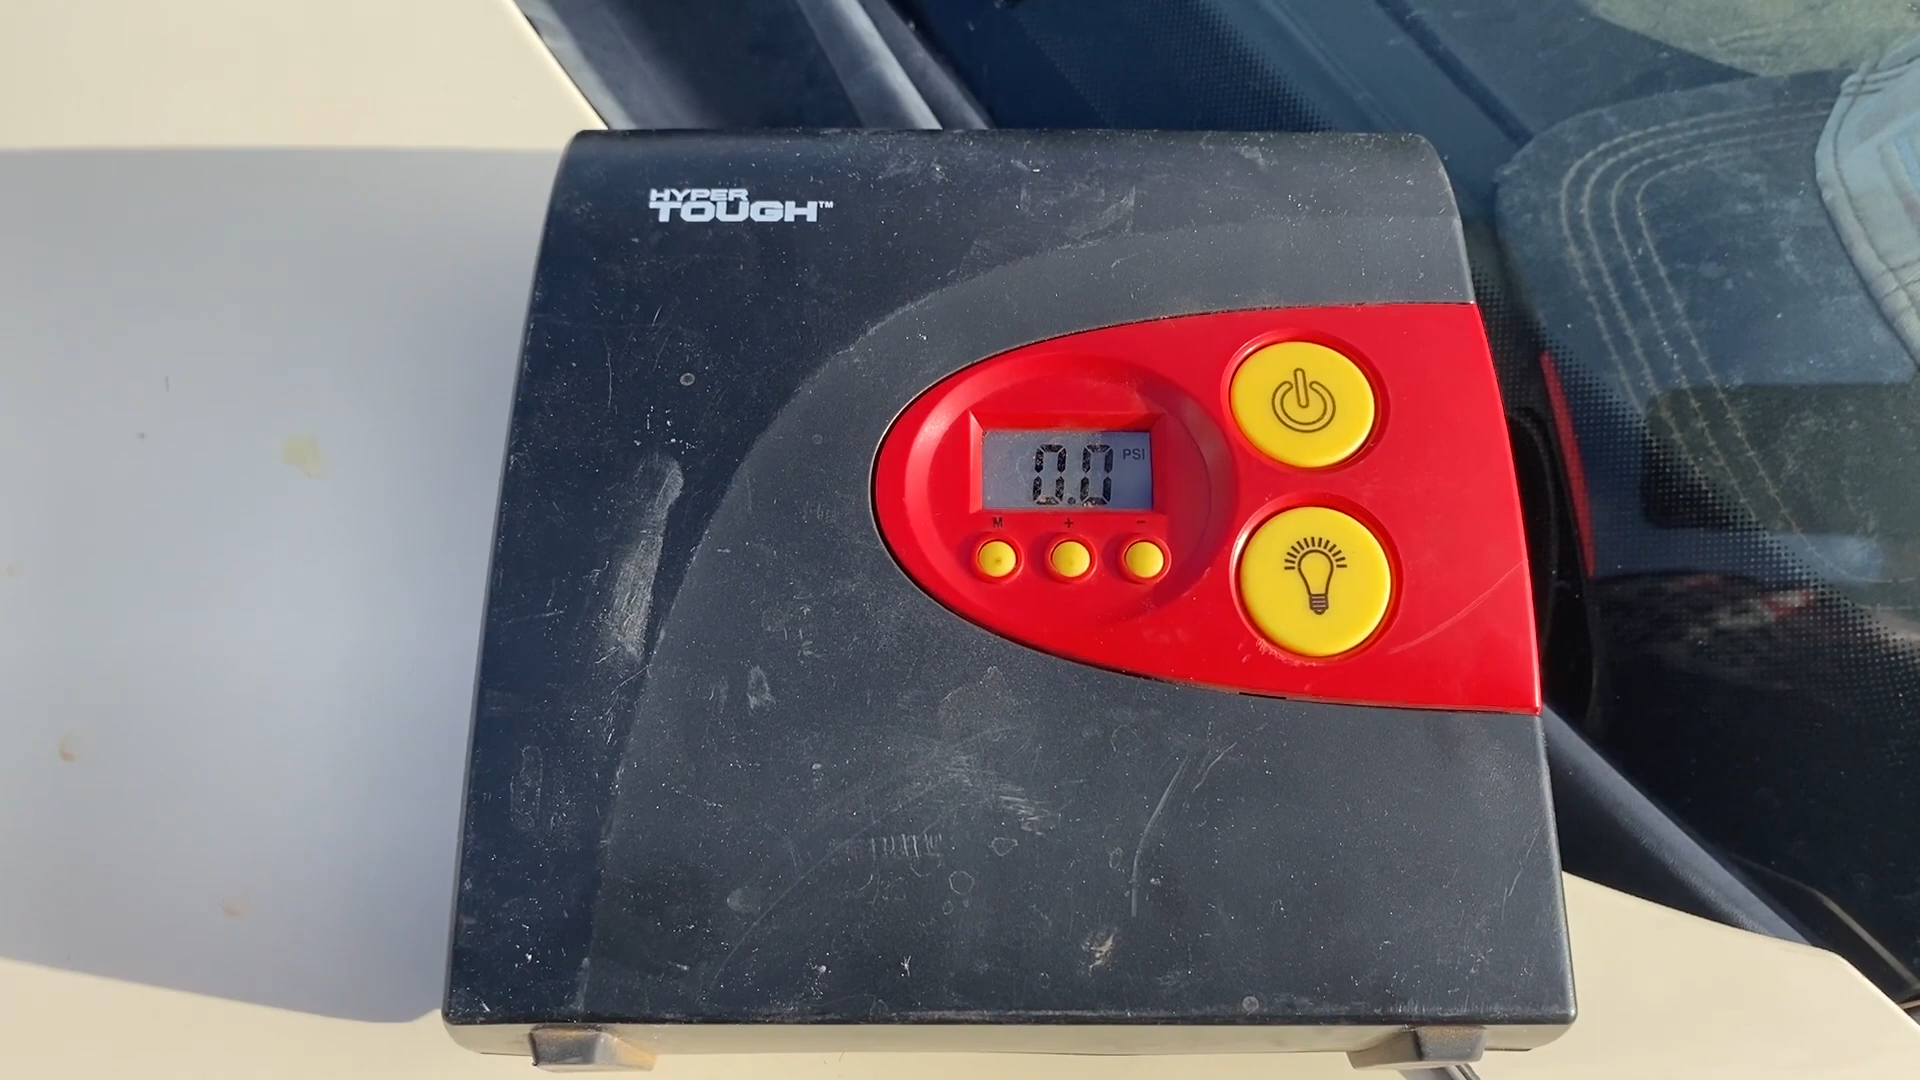 HYPER
TOUGH™
0.0 PSI
M + -